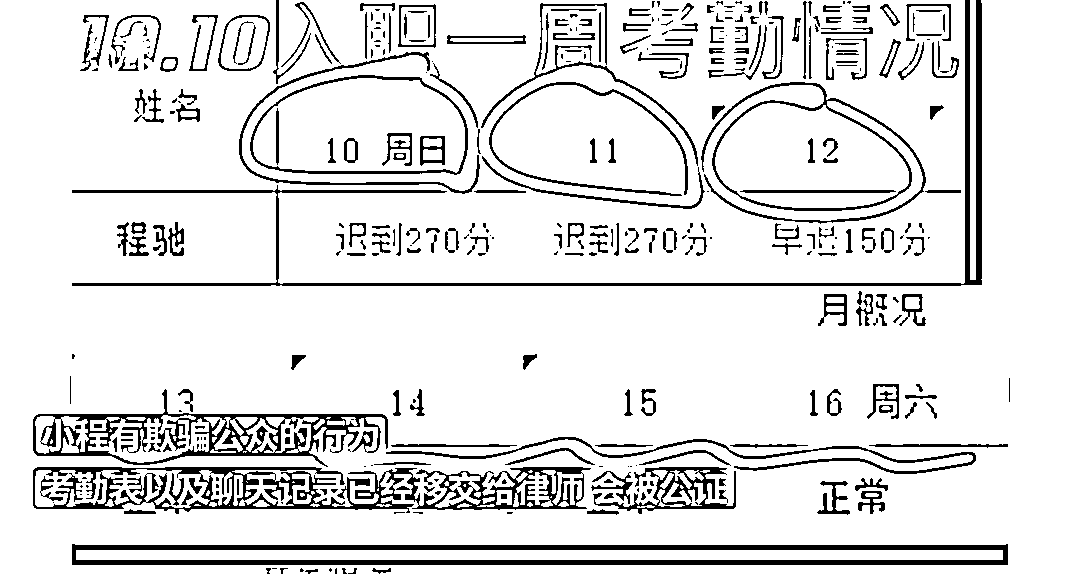 10.10入职一周考勤情况
姓名
10 周日 11 12
程驰 迟到270分 迟到270分 早退150分
月概况
13 14 15 16 周六
小程有欺骗公众的行为
考勤表以及聊天记录已经移交给律师 会被公证
正常